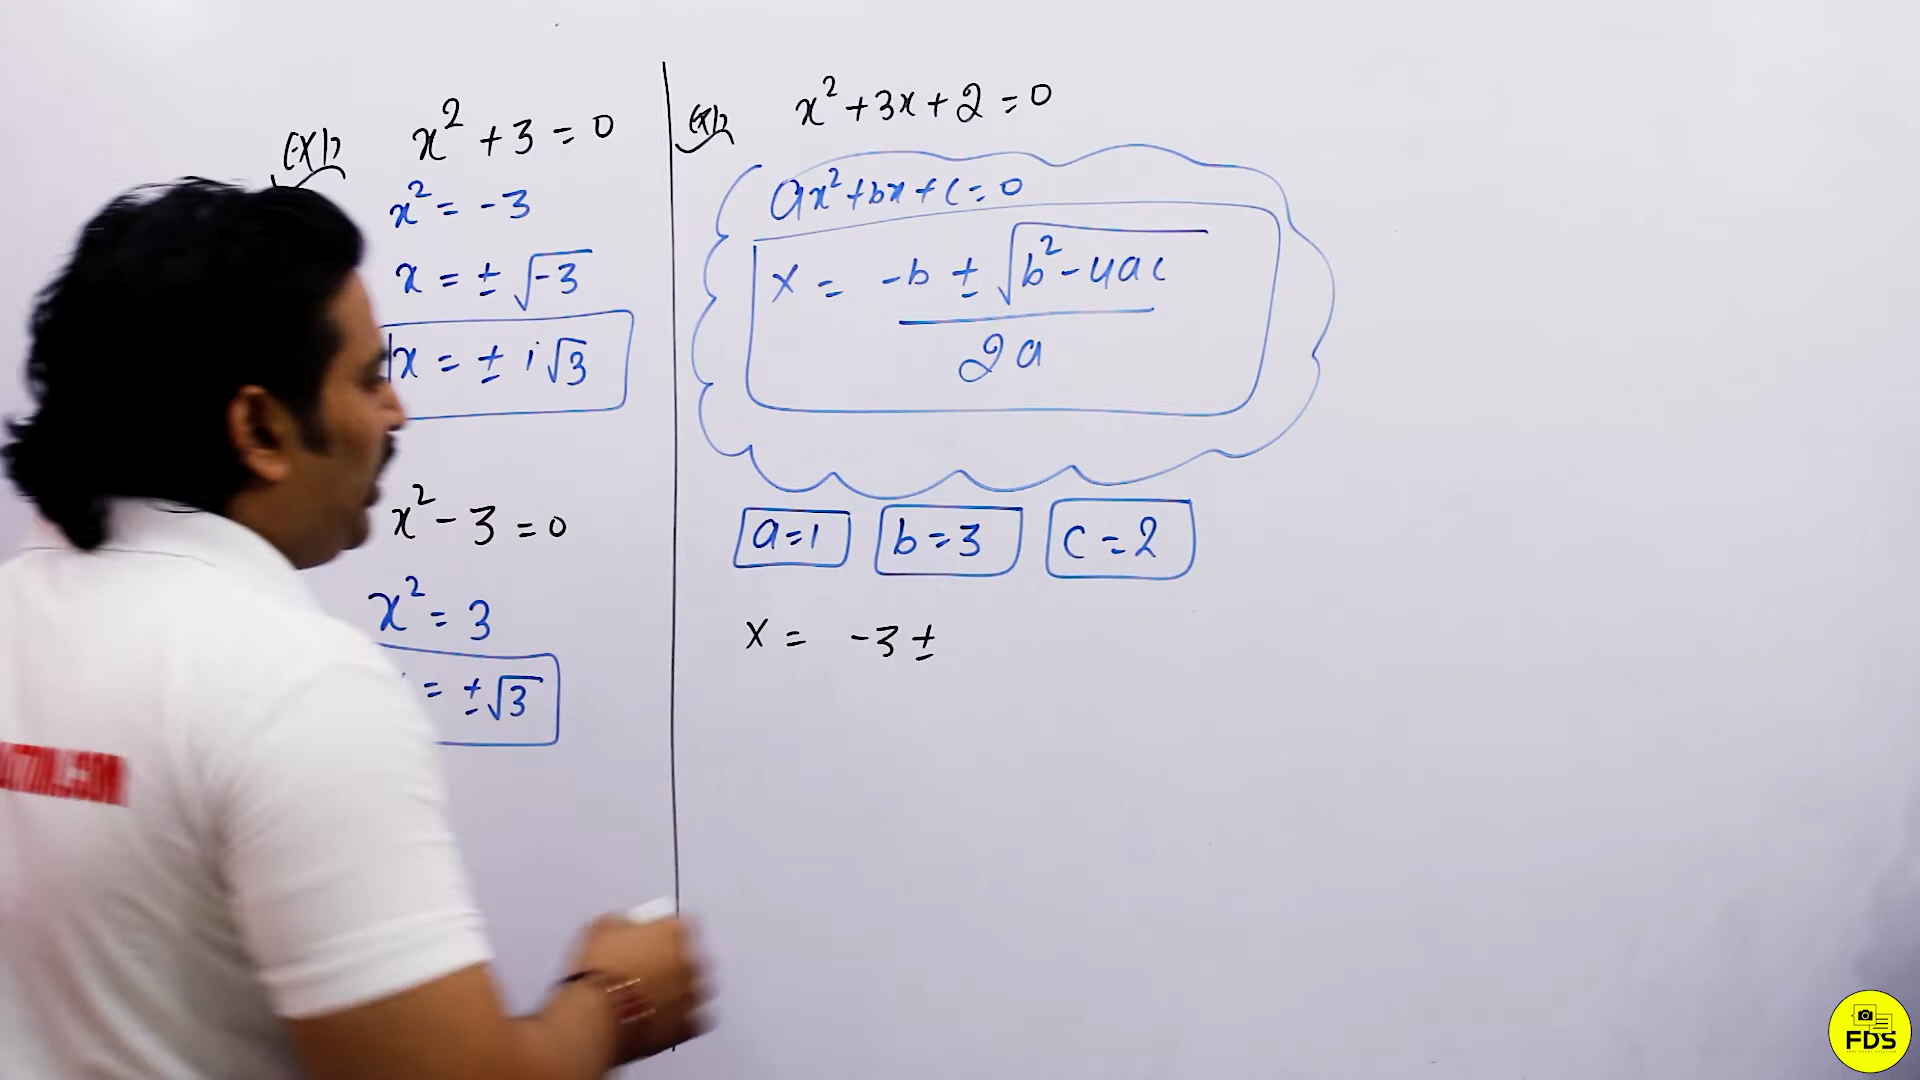 EX1)
x² + 3 = 0
x² = -3
x = ± √-3
x = ± i √3
x² - 3 = 0
x² = 3
= ± √3
x² + 3x + 2 = 0
ax² + bx + c = 0
x = -b ± √b² - 4ac
2a
a = 1
b = 3
c = 2
x = -3 ±
FDS